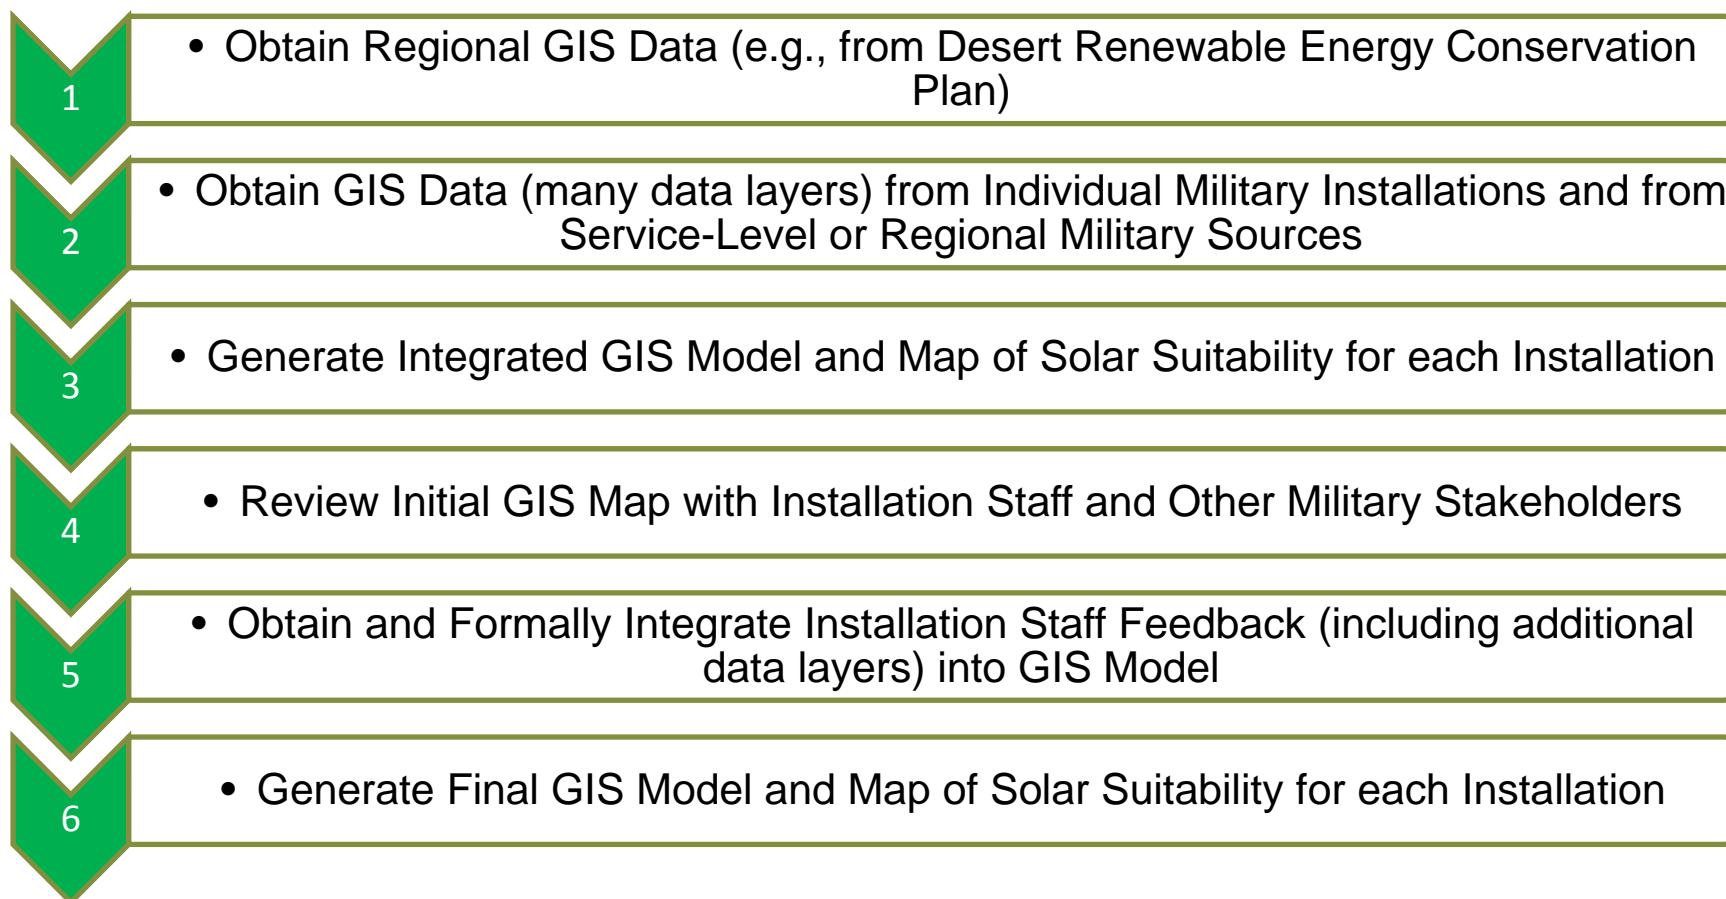 1
• Obtain Regional GIS Data (e.g., from Desert Renewable Energy Conservation
Plan)
2
• Obtain GIS Data (many data layers) from Individual Military Installations and from
Service-Level or Regional Military Sources
3
• Generate Integrated GIS Model and Map of Solar Suitability for each Installation
4
• Review Initial GIS Map with Installation Staff and Other Military Stakeholders
5
• Obtain and Formally Integrate Installation Staff Feedback (including additional
data layers) into GIS Model
6
• Generate Final GIS Model and Map of Solar Suitability for each Installation